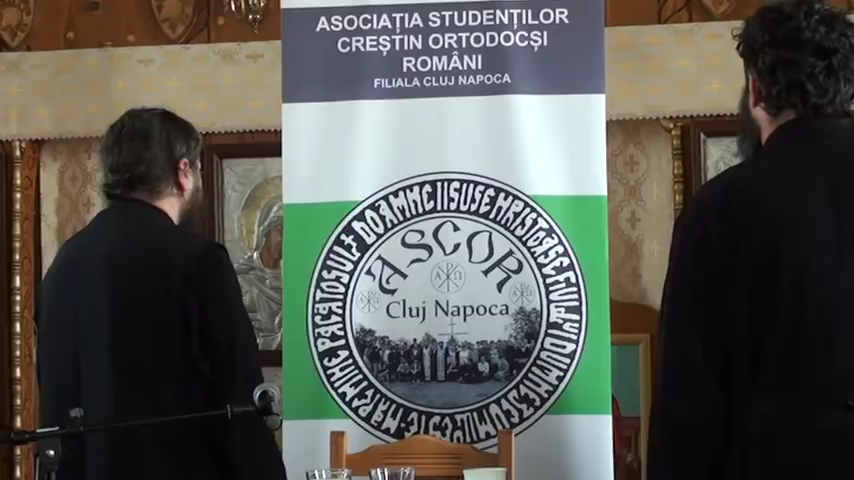 ASOCIAȚIA STUDENȚILOR
CREȘTIN ORTODOCȘI
ROMÂNI
FILIALA CLUJ NAPOCA
ASCOR
Cluj Napoca
DOAMNE IISUSE HRISTOASE FIUL LUI DUMNEZEU MILUIEȘTE-MĂ PE MINE PĂCĂTOSUL